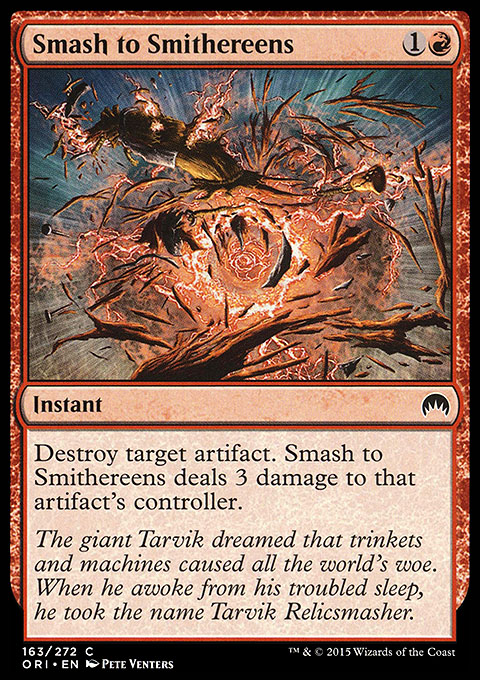 Smash to Smithereens 1
Instant
Destroy target artifact. Smash to
Smithereens deals 3 damage to that
artifact's controller.
The giant Tarvik dreamed that trinkets
and machines caused all the world's woe.
When he awoke from his troubled sleep,
he took the name Tarvik Relicsmasher.
163/272 C
ORI • EN Pete Venters
™ & © 2015 Wizards of the Coast